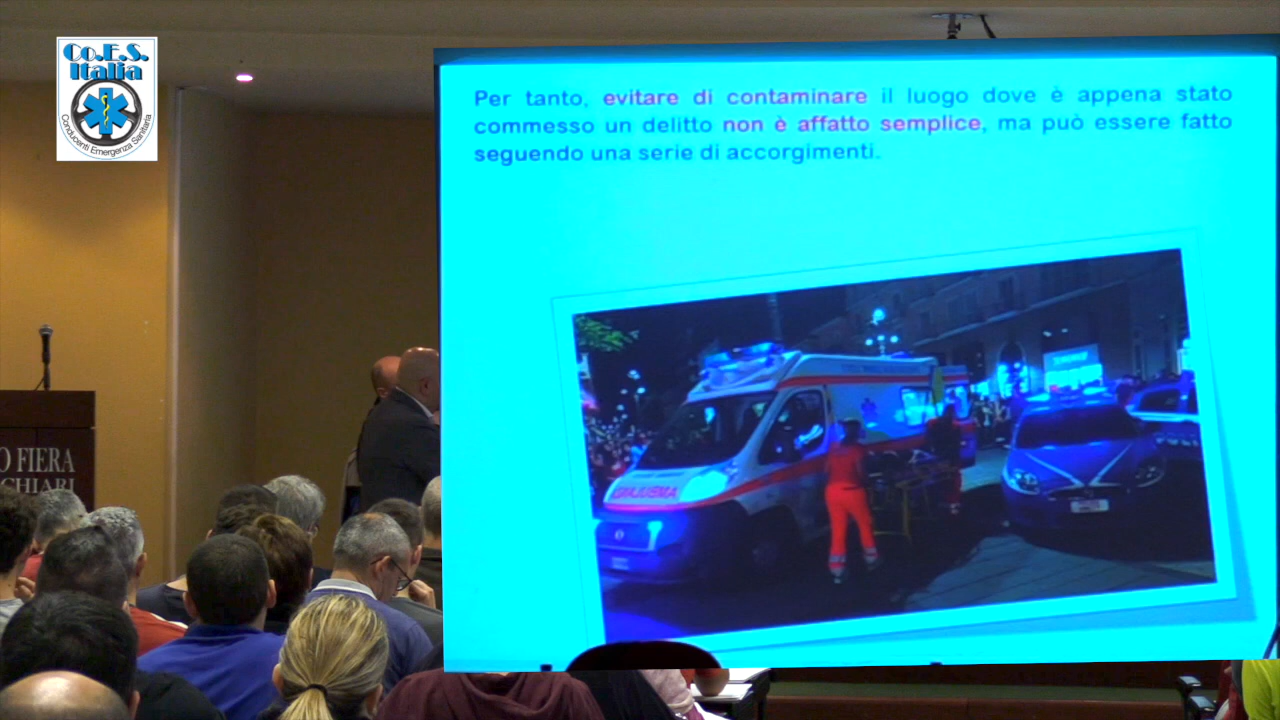 Co.E.S.
Italia
Conducenti Emergenza Sanitaria
Per tanto, evitare di contaminare il luogo dove è appena stato
commesso un delitto non è affatto semplice, ma può essere fatto
seguendo una serie di accorgimenti.
AMBULANZA
O FIERA
CHIARI